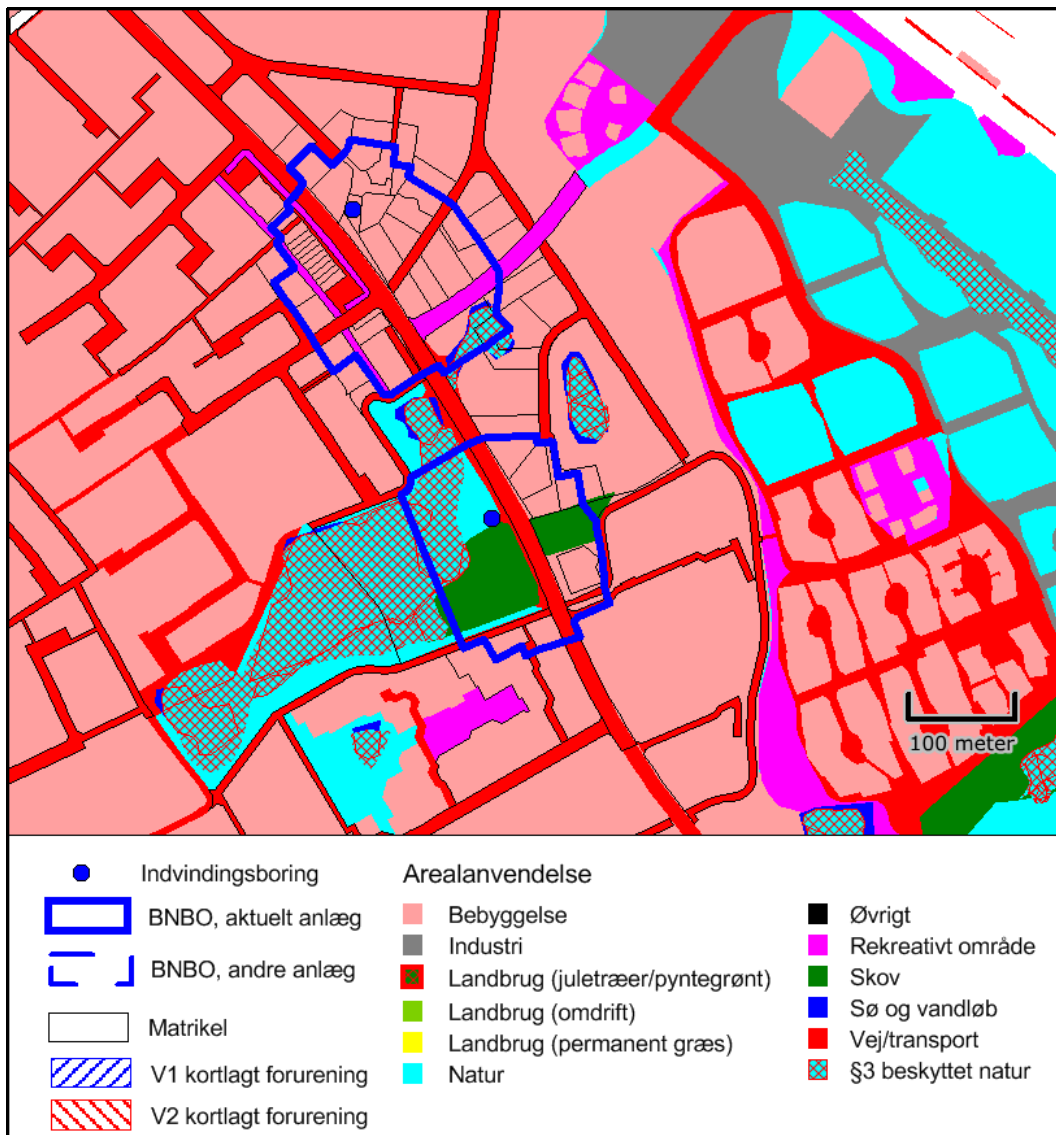 100 meter
Indvindingsboring
BNBO, aktuelt anlæg
BNBO, andre anlæg
Matrikel
V1 kortlagt forurening
V2 kortlagt forurening
Arealanvendelse
Bebyggelse
Industri
Landbrug (juletræer/pyntegrønt)
Landbrug (omdrift)
Landbrug (permanent græs)
Natur
Øvrigt
Rekreativt område
Skov
Sø og vandløb
Vej/transport
§3 beskyttet natur